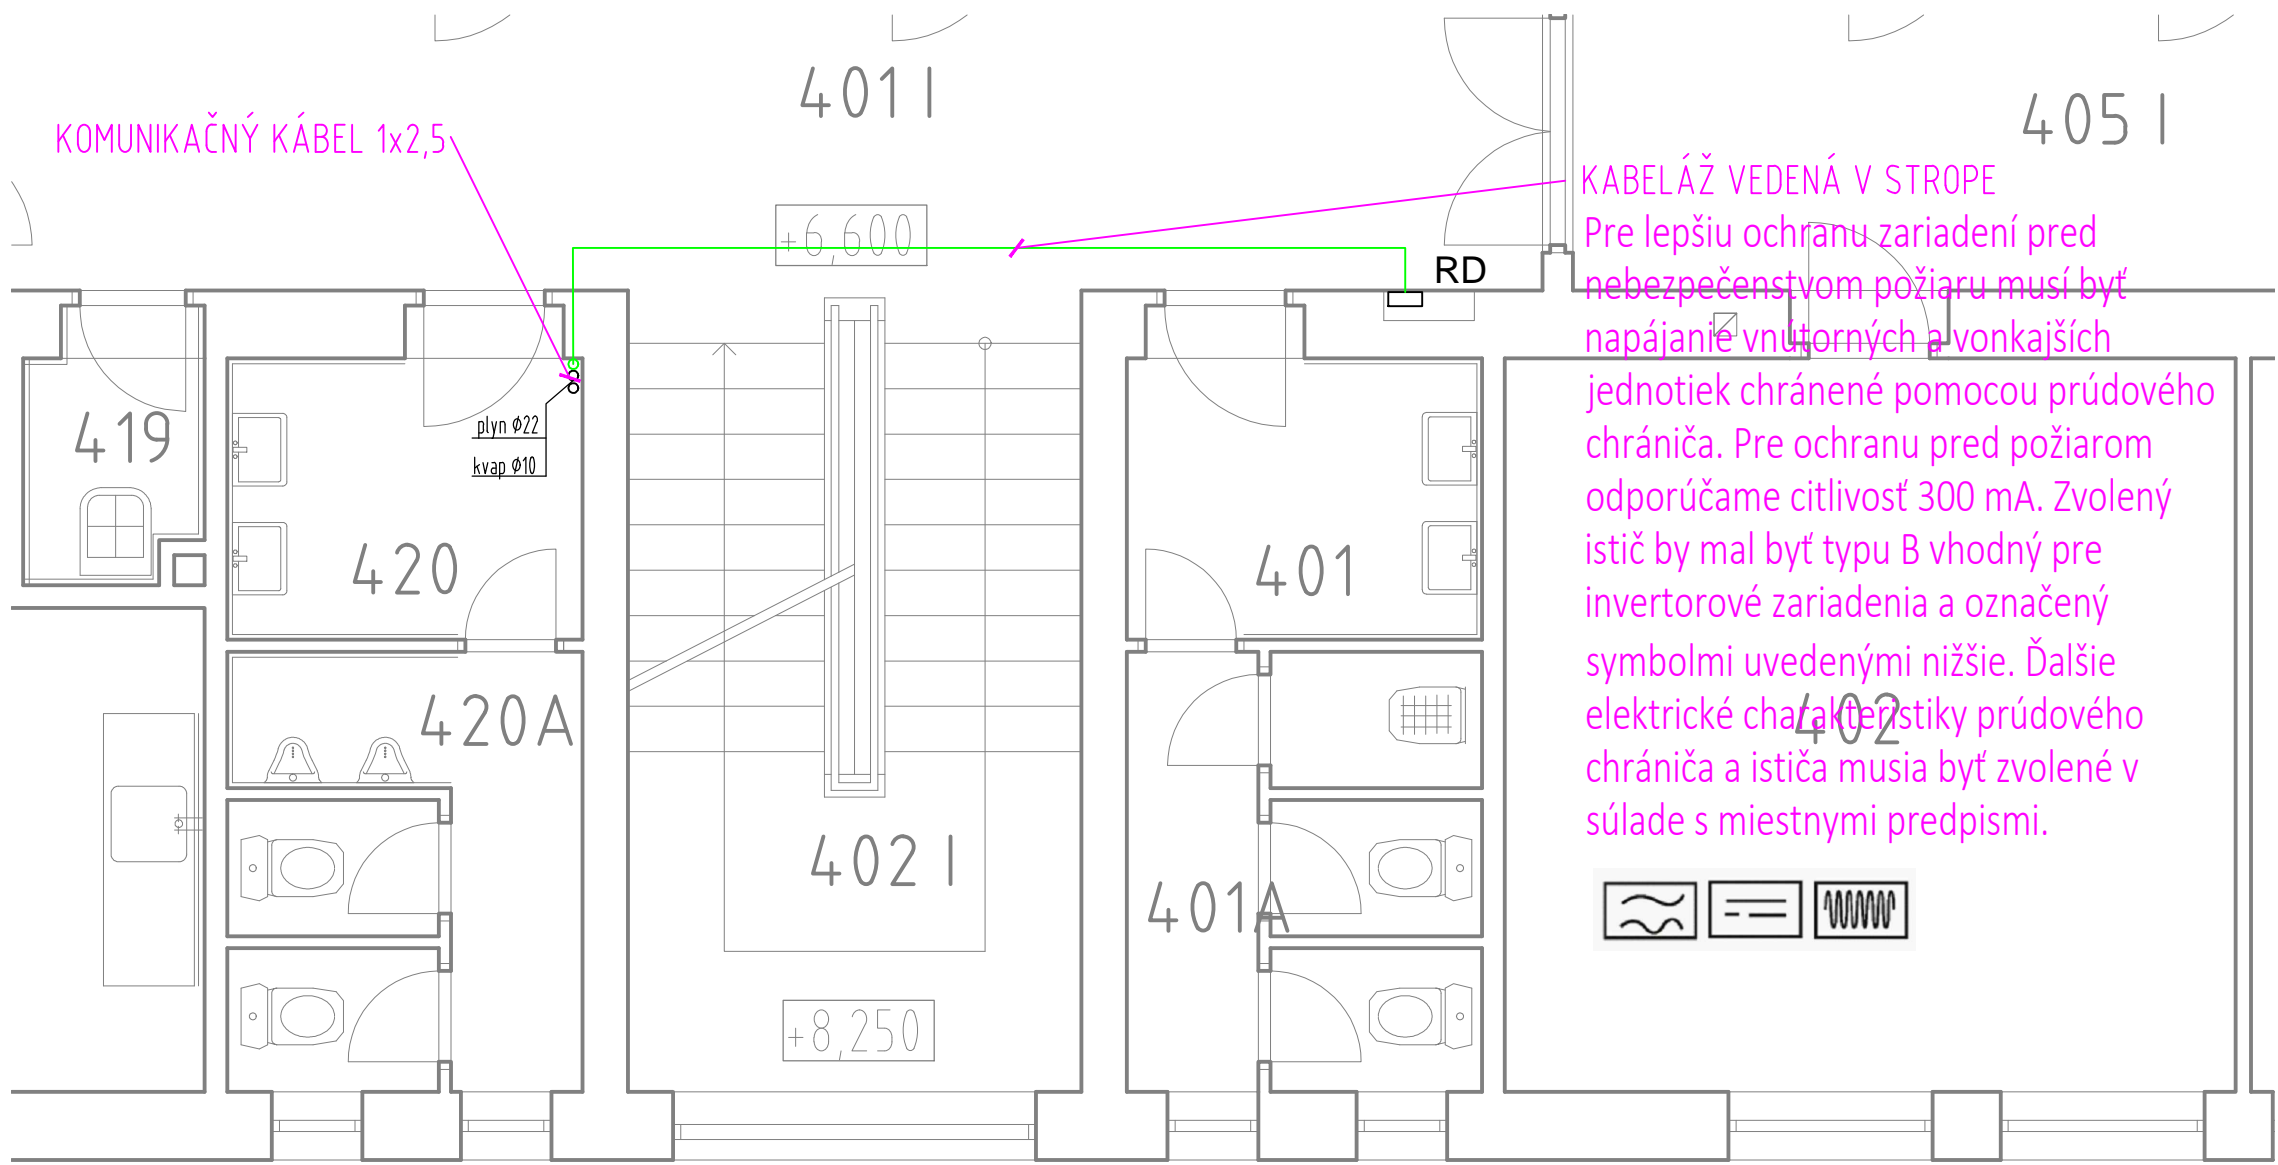 401 I
405 I
KOMUNIKAČNÝ KÁBEL 1x2,5
KABELÁŽ VEDENÁ V STROPE
Pre lepšiu ochranu zariadení pred
nebezpečenstvom požiaru musí byť
napájanie vnútorných a vonkajších
jednotiek chránené pomocou prúdového
chrániča. Pre ochranu pred požiarom
odporúčame citlivosť 300 mA. Zvolený
istič by mal byť typu B vhodný pre
invertorové zariadenia a označený
symbolmi uvedenými nižšie. Ďalšie
elektrické charakteristiky prúdového
chrániča a ističa musia byť zvolené v
súlade s miestnymi predpismi.
+6,600
RD
419
plyn Φ22
kvap Φ10
420
401
420A
402
402 I
401A
+8,250